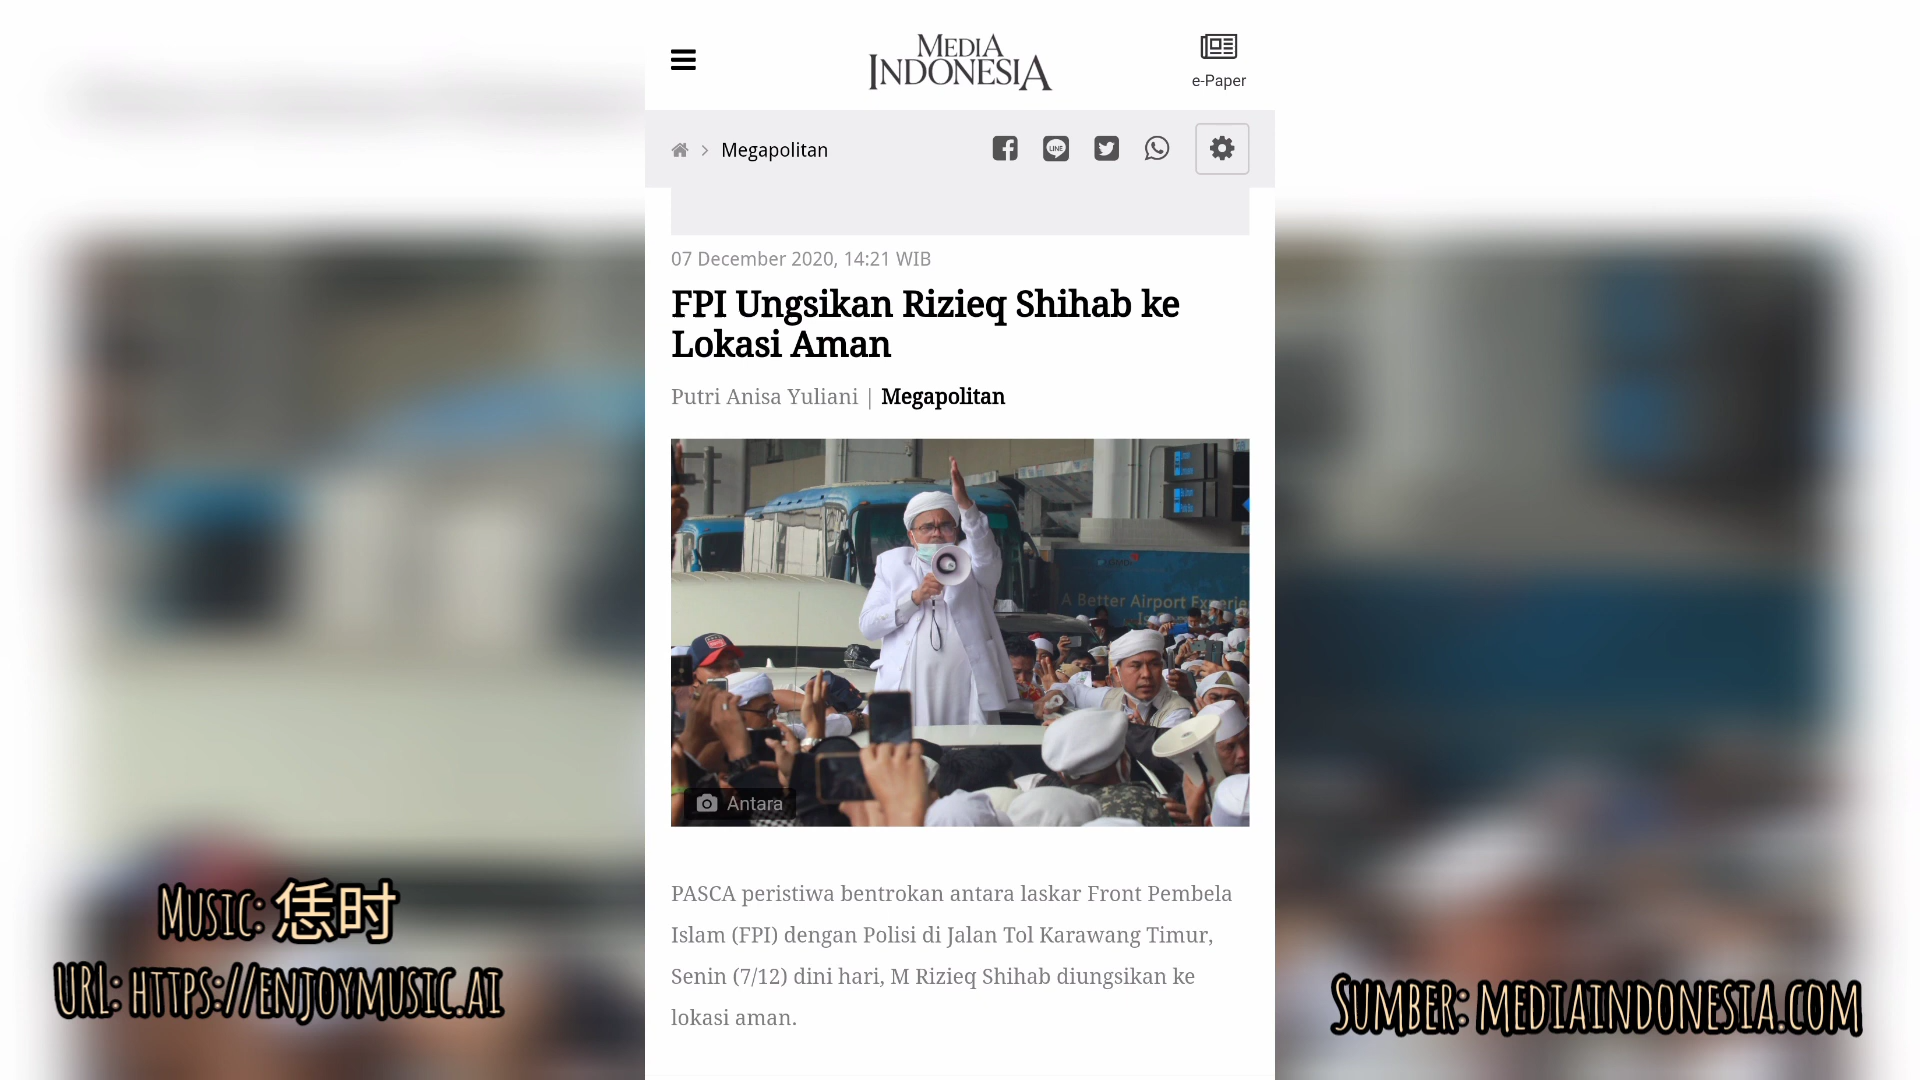 MEDIA
INDONESIA
e-Paper
Megapolitan
LINE
07 December 2020, 14:21 WIB
FPI Ungsikan Rizieq Shihab ke
Lokasi Aman
Putri Anisa Yuliani | Megapolitan
A Better Airport Experie
Antara
PASCA peristiwa bentrokan antara laskar Front Pembela
Islam (FPI) dengan Polisi di Jalan Tol Karawang Timur,
Senin (7/12) dini hari, M Rizieq Shihab diungsikan ke
lokasi aman.
Music: 恁时
URL: https://enjoymusic.ai
Sumber: mediaindonesia.com